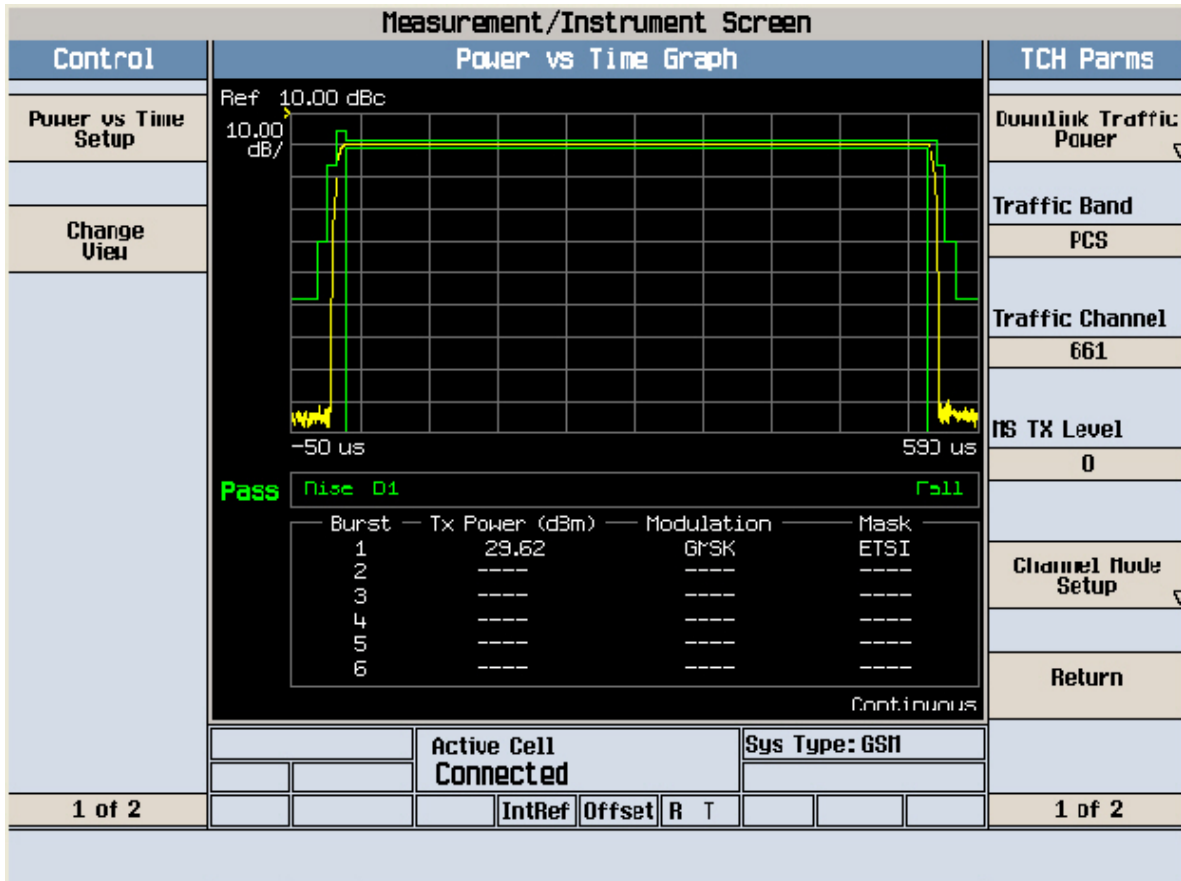 Measurement/Instrument Screen
Control
Power vs Time Graph
TCH Parms
Power vs Time
Setup
Change
View
1 of 2
Ref 10.00 dBc
10.00
dB/
-50 us
590 us
Pass
Rise
Fall
Burst Tx Power (dBm) Modulation Mask
1 29.62 GMSK ETSI
2 ---- ---- ----
3 ---- ---- ----
4 ---- ---- ----
5 ---- ---- ----
6 ---- ---- ----
Continuous
Active Cell
Connected
Sys Type: GSM
IntRef Offset R T
Downlink Traffic
Power
Traffic Band
PCS
Traffic Channel
661
MS TX Level
0
Channel Mode
Setup
Return
1 of 2